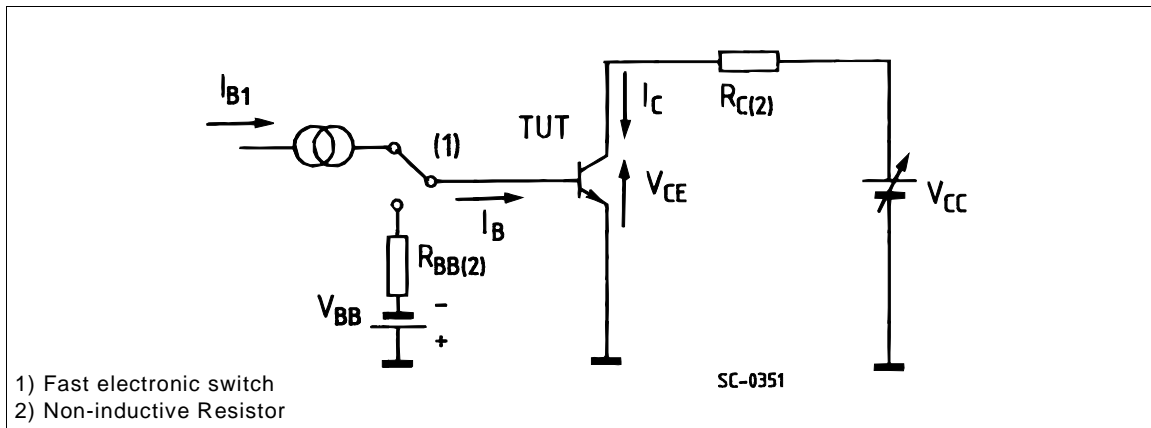 I_B1
(1)
TUT
I_C
R_C(2)
V_CE
V_CC
I_B
R_BB(2)
V_BB
-
+
SC-0351
1) Fast electronic switch
2) Non-inductive Resistor